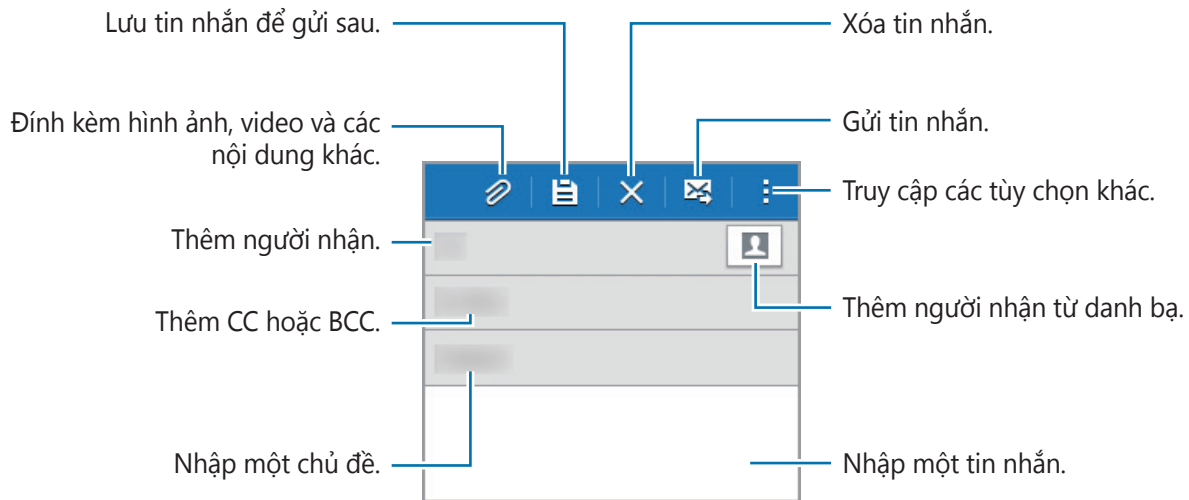 Lưu tin nhắn để gửi sau.
Xóa tin nhắn.
Đính kèm hình ảnh, video và các
nội dung khác.
Gửi tin nhắn.
Truy cập các tùy chọn khác.
Thêm người nhận.
Thêm người nhận từ danh bạ.
Thêm CC hoặc BCC.
Nhập một chủ đề.
Nhập một tin nhắn.